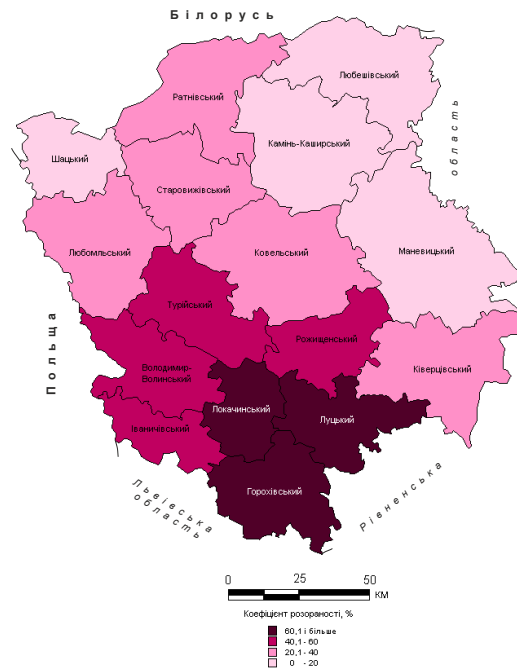 Білорусь
Любешівський
Ратнівський
область
Камінь-Каширський
Шацький
Старовижівський
Любомльський
Ковельський
Маневицький
Турійський
Польща
Рожищенський
Володимир-
Волинський
Ківерцівський
Локачинський
Луцький
Іваничівський
Горохівський
Львівська
область
Рівненська
0 25 50
КМ
Коефіцієнт розораності, %
60,1 і більше
40,1 - 60
20,1 - 40
0 - 20